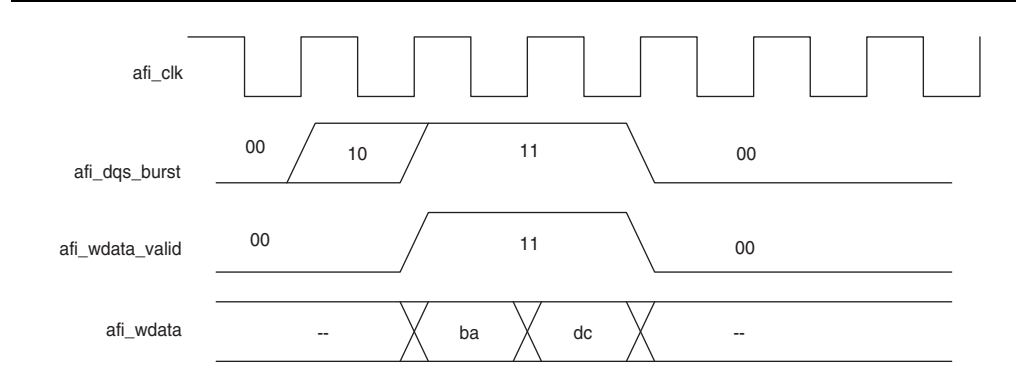 afi_clk
afi_dqs_burst 00 10 11 00
afi_wdata_valid 00 11 00
afi_wdata -- ba dc --